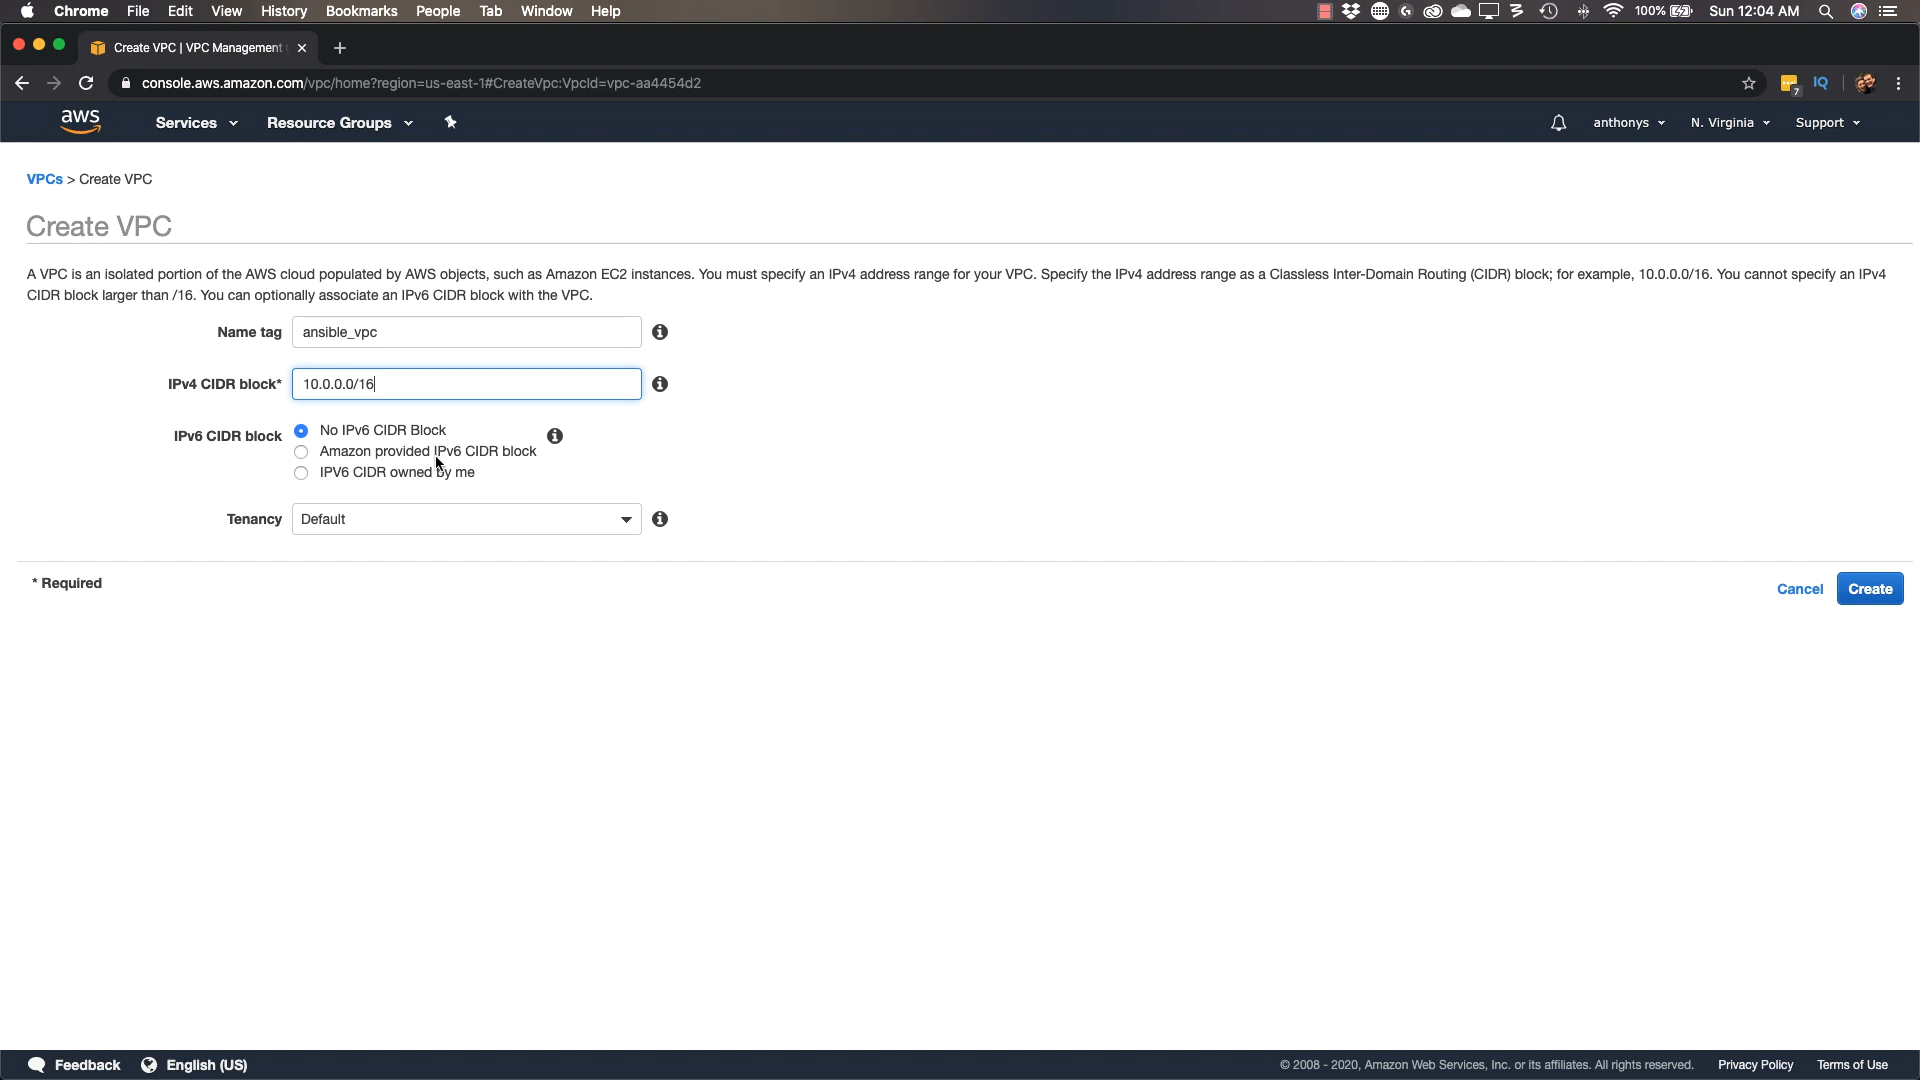 Chrome File Edit View History Bookmarks People Tab Window Help 100% Sun 12:04 AM
Create VPC | VPC Management
console.aws.amazon.com/vpc/home?region=us-east-1#CreateVpc:VpcId=vpc-aa4454d2 7 IQ
aws Services Resource Groups anthonys N. Virginia Support
VPCs > Create VPC
Create VPC
A VPC is an isolated portion of the AWS cloud populated by AWS objects, such as Amazon EC2 instances. You must specify an IPv4 address range for your VPC. Specify the IPv4 address range as a Classless Inter-Domain Routing (CIDR) block; for example, 10.0.0.0/16. You cannot specify an IPv4
CIDR block larger than /16. You can optionally associate an IPv6 CIDR block with the VPC.
Name tag ansible_vpc
IPv4 CIDR block* 10.0.0.0/16
IPv6 CIDR block No IPv6 CIDR Block
Amazon provided IPv6 CIDR block
IPV6 CIDR owned by me
Tenancy Default
* Required
Cancel Create
Feedback English (US) © 2008 - 2020, Amazon Web Services, Inc. or its affiliates. All rights reserved. Privacy Policy Terms of Use